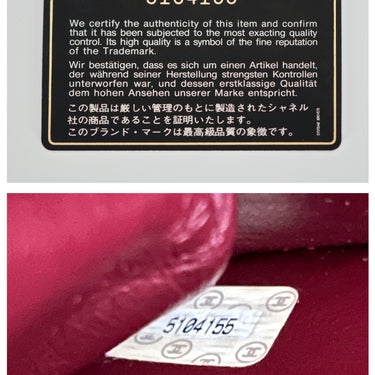 5104155
We certify the authenticity of this item and confirm
that it has been subjected to the most exacting quality
control. Its high quality is a symbol of the fine reputation
of the Trademark.
Wir bestätigen, dass es sich um einen Artikel handelt,
der während seiner Herstellung strengsten Kontrollen
unterworfen war, und dessen erstklassige Qualität
dem hohen Ansehen unserer Marke entspricht.
この製品は厳しい管理のもとに製造されたシャネル
社の商品であることを証明いたします。
このブランド・マークは最高級品質の象徴です。
5104155